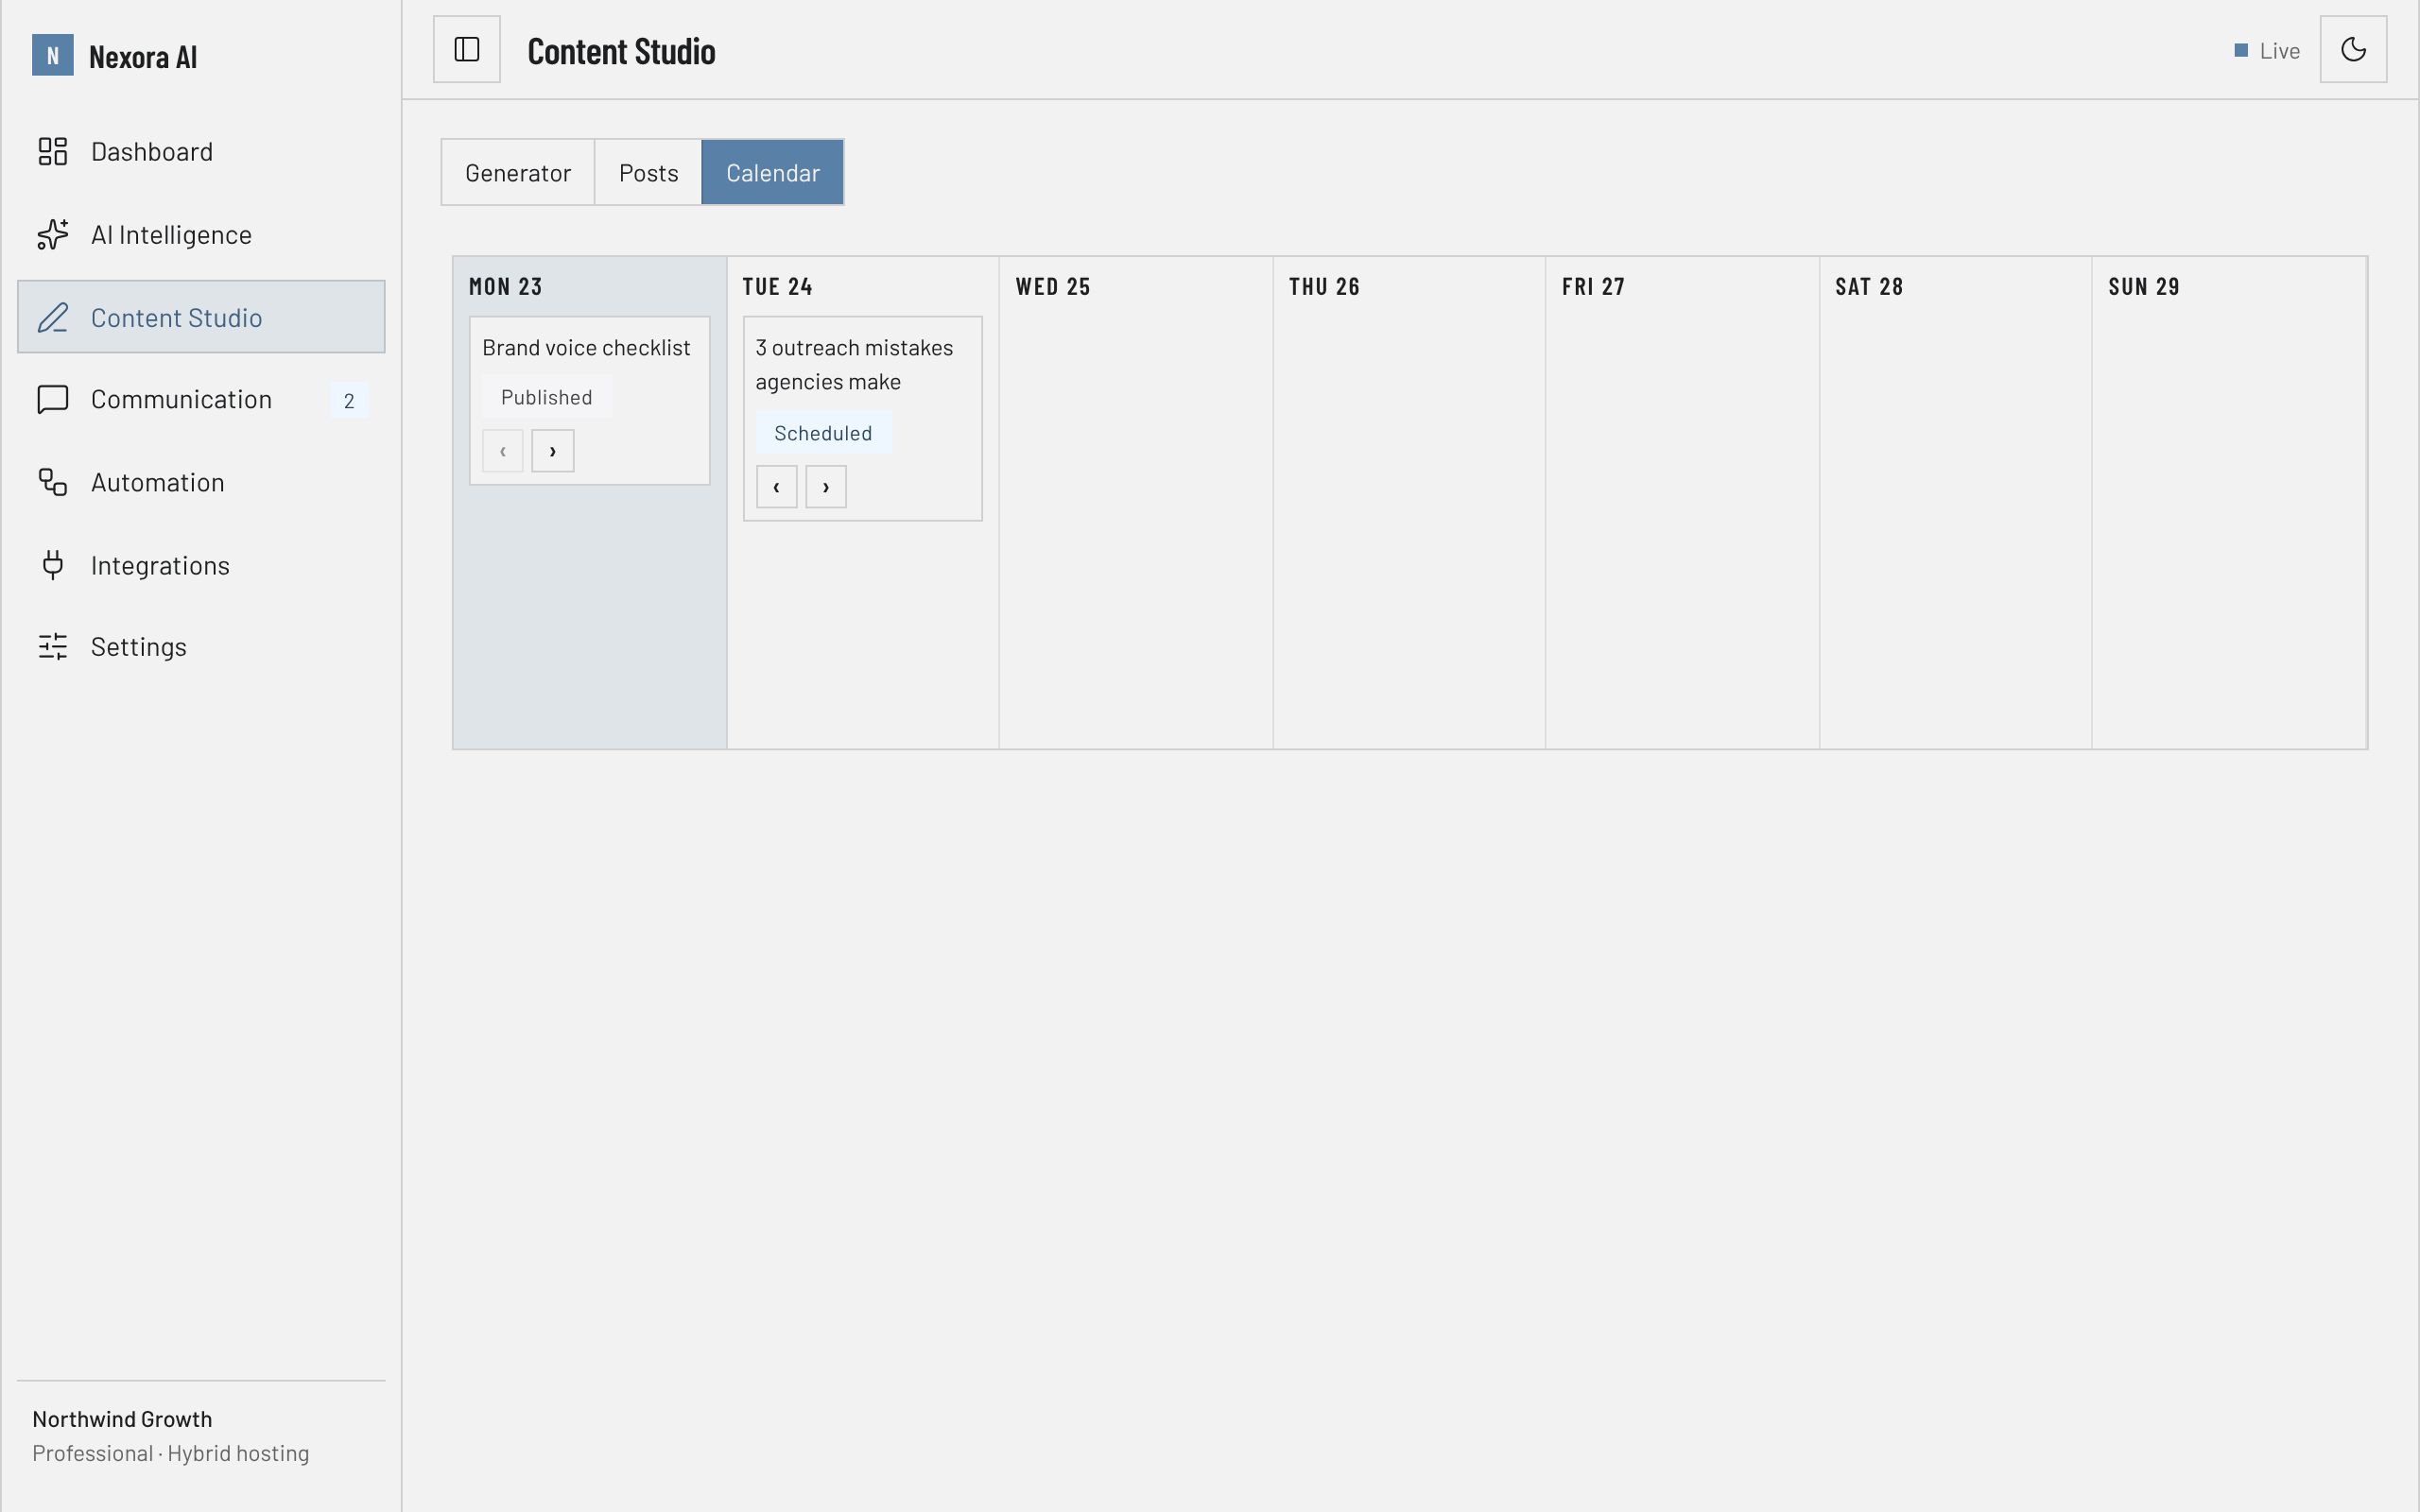 N
Nexora AI
Dashboard
AI Intelligence
Content Studio
Communication
2
Automation
Integrations
Settings
Northwind Growth
Professional · Hybrid hosting
Content Studio
Live
Generator
Posts
Calendar
MON 23
Brand voice checklist
Published
‹ ›
TUE 24
3 outreach mistakes
agencies make
Scheduled
‹ ›
WED 25
THU 26
FRI 27
SAT 28
SUN 29